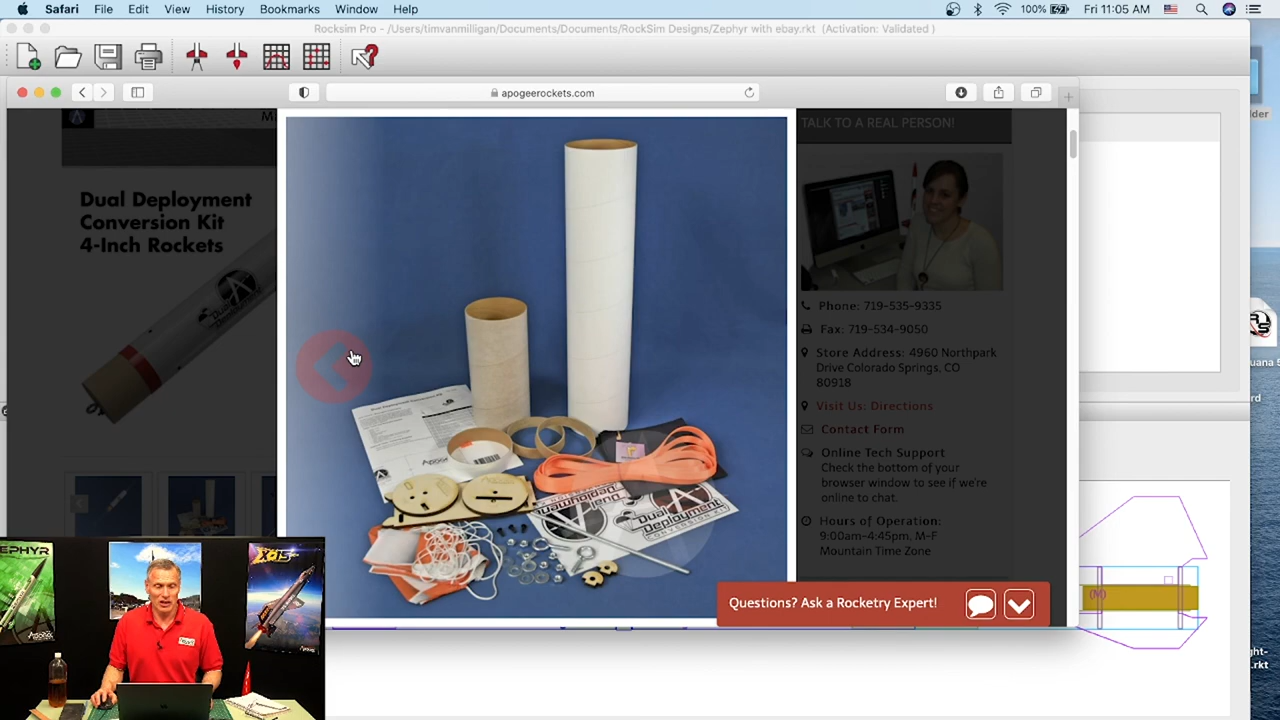 Safari File Edit View History Bookmarks Window Help
100% Fri 11:05 AM
Rocksim Pro - /Users/timvanmilligan/Documents/Documents/RockSim Designs/Zephyr with ebay.rkt (Activation: Validated )
apogeerockets.com
Dual Deployment
Conversion Kit
4-Inch Rockets
TALK TO A REAL PERSON!
Phone: 719-535-9335
Fax: 719-534-9050
Store Address: 4960 Northpark
Drive Colorado Springs, CO
80918
Visit Us: Directions
Contact Form
Online Tech Support
Check the bottom of your
browser window to see if we're
online to chat.
Hours of Operation:
9:00am-4:45pm, M-F
Mountain Time Zone
Questions? Ask a Rocketry Expert!
Dual Deployment
(M)
ZEPHYR